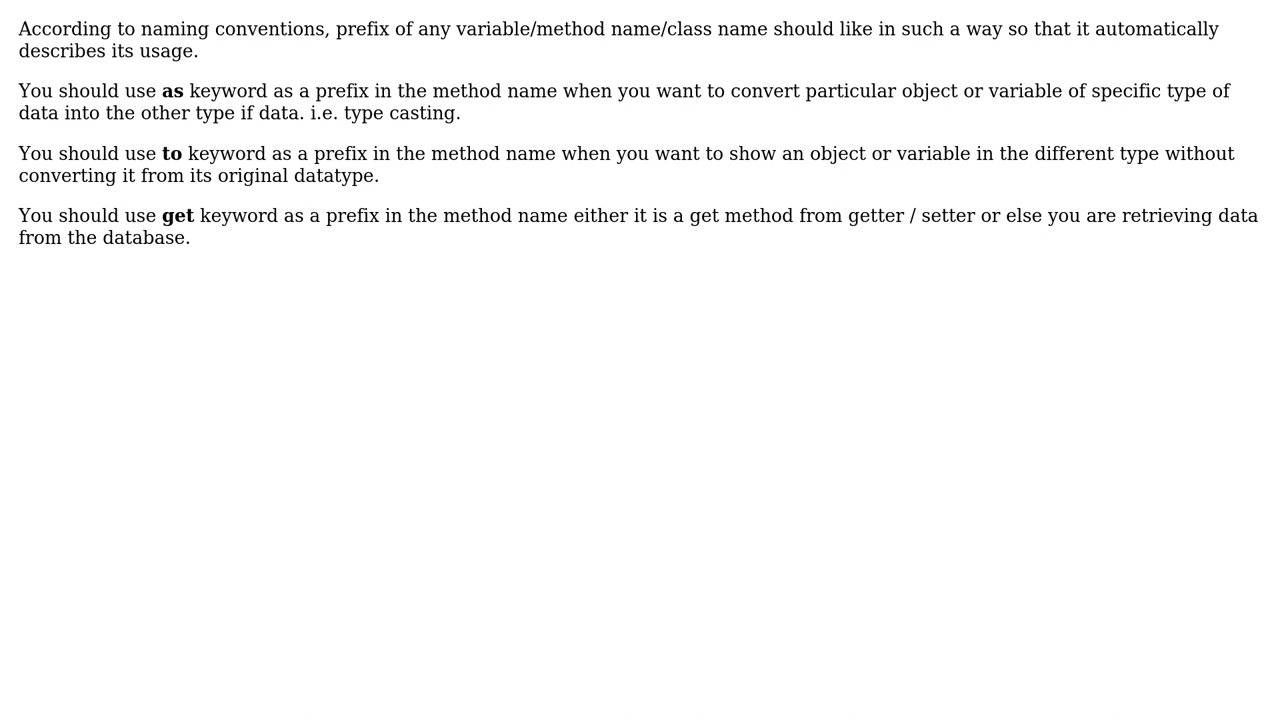 According to naming conventions, prefix of any variable/method name/class name should like in such a way so that it automatically
describes its usage.
You should use as keyword as a prefix in the method name when you want to convert particular object or variable of specific type of
data into the other type if data. i.e. type casting.
You should use to keyword as a prefix in the method name when you want to show an object or variable in the different type without
converting it from its original datatype.
You should use get keyword as a prefix in the method name either it is a get method from getter / setter or else you are retrieving data
from the database.